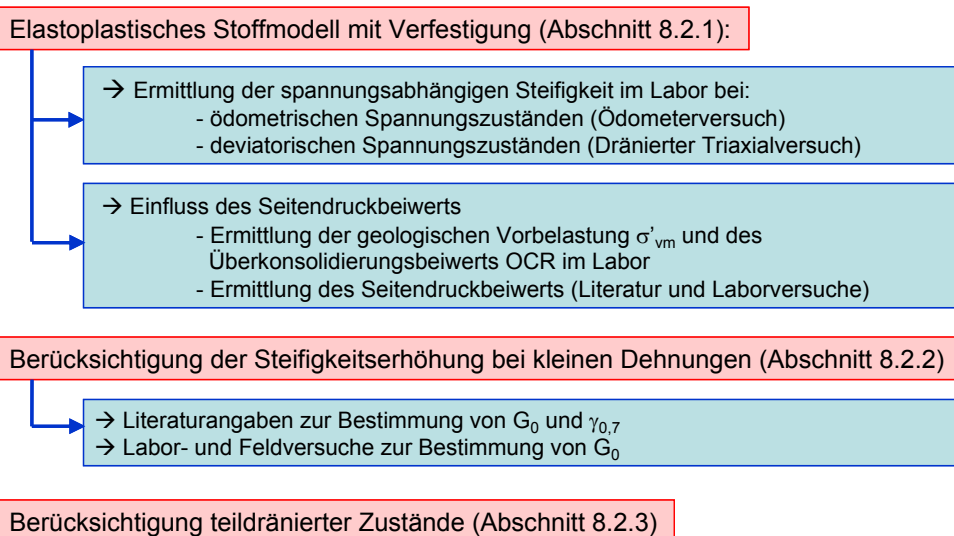 Elastoplastisches Stoffmodell mit Verfestigung (Abschnitt 8.2.1):
→ Ermittlung der spannungsabhängigen Steifigkeit im Labor bei:
- ödometrischen Spannungszuständen (Ödometerversuch)
- deviatorischen Spannungszuständen (Dränierter Triaxialversuch)
→ Einfluss des Seitendruckbeiwerts
- Ermittlung der geologischen Vorbelastung σ'vm und des
Überkonsolidierungsbeiwerts OCR im Labor
- Ermittlung des Seitendruckbeiwerts (Literatur und Laborversuche)
Berücksichtigung der Steifigkeitserhöhung bei kleinen Dehnungen (Abschnitt 8.2.2)
→ Literaturangaben zur Bestimmung von G0 und γ0,7
→ Labor- und Feldversuche zur Bestimmung von G0
Berücksichtigung teildränierter Zustände (Abschnitt 8.2.3)